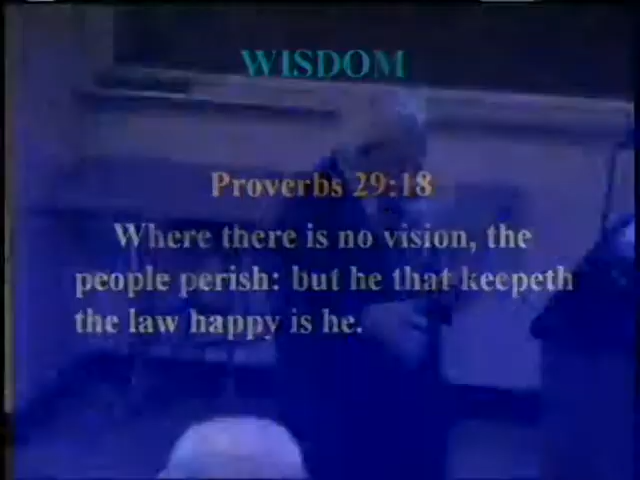 WISDOM
Proverbs 29:18
Where there is no vision, the
people perish: but he that keepeth
the law happy is he.